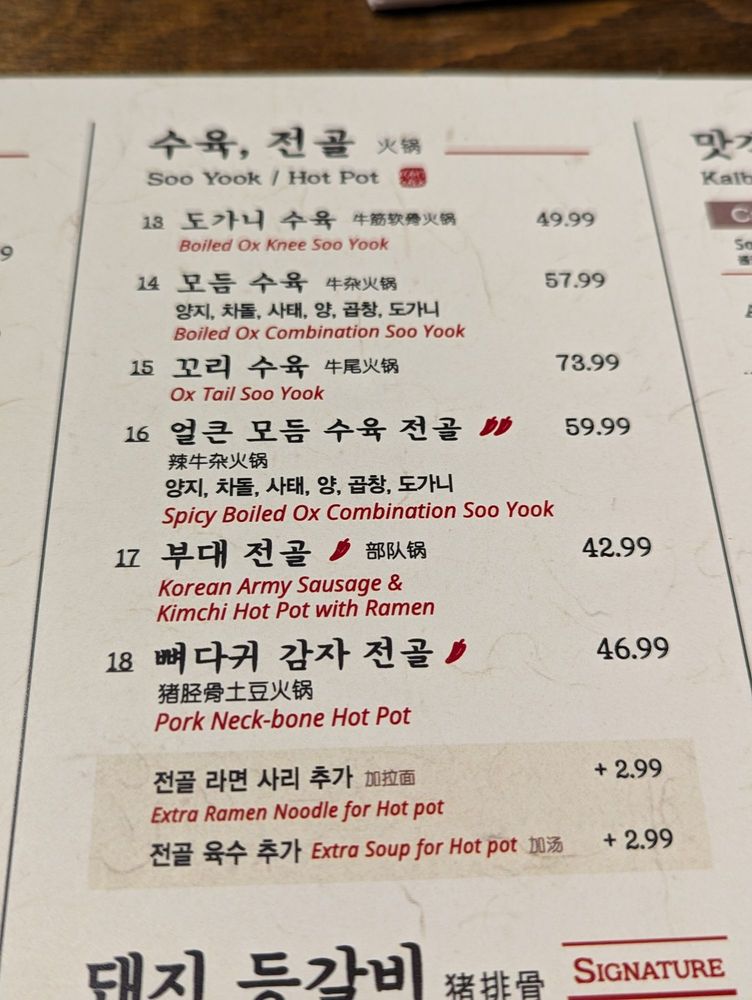 수육, 전골 火锅
Soo Yook / Hot Pot
13 도가니 수육 牛筋软骨火锅 49.99
Boiled Ox Knee Soo Yook
14 모듬 수육 牛杂火锅 57.99
양지, 차돌, 사태, 양, 곱창, 도가니
Boiled Ox Combination Soo Yook
15 꼬리 수육 牛尾火锅 73.99
Ox Tail Soo Yook
16 얼큰 모듬 수육 전골 59.99
辣牛杂火锅
양지, 차돌, 사태, 양, 곱창, 도가니
Spicy Boiled Ox Combination Soo Yook
17 부대 전골 部队锅 42.99
Korean Army Sausage &
Kimchi Hot Pot with Ramen
18 뼈다귀 감자 전골 46.99
猪胫骨土豆火锅
Pork Neck-bone Hot Pot
전골 라면 사리 추가 加拉面 + 2.99
Extra Ramen Noodle for Hot pot
전골 육수 추가 Extra Soup for Hot pot 加汤 + 2.99
돼지 등갈비 猪排骨 SIGNATURE